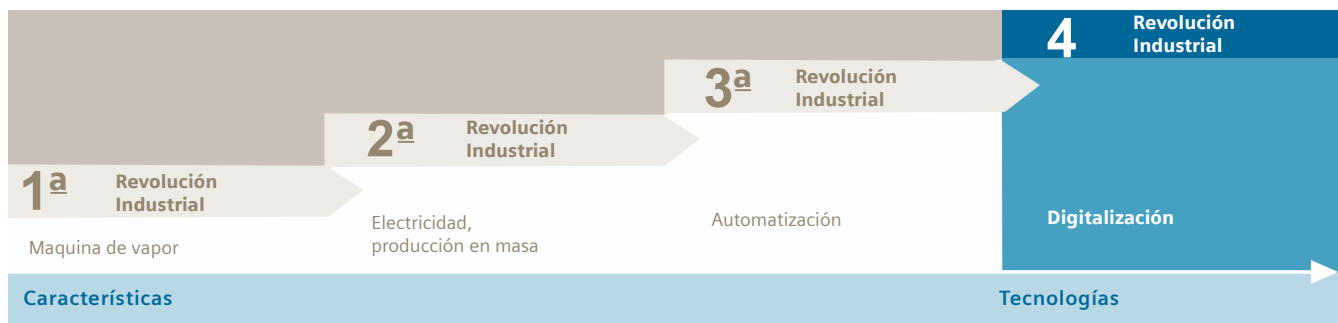 1ª
Revolución
Industrial
Maquina de vapor
2ª
Revolución
Industrial
Electricidad,
producción en masa
3ª
Revolución
Industrial
Automatización
4
Revolución
Industrial
Digitalización
Características
Tecnologías